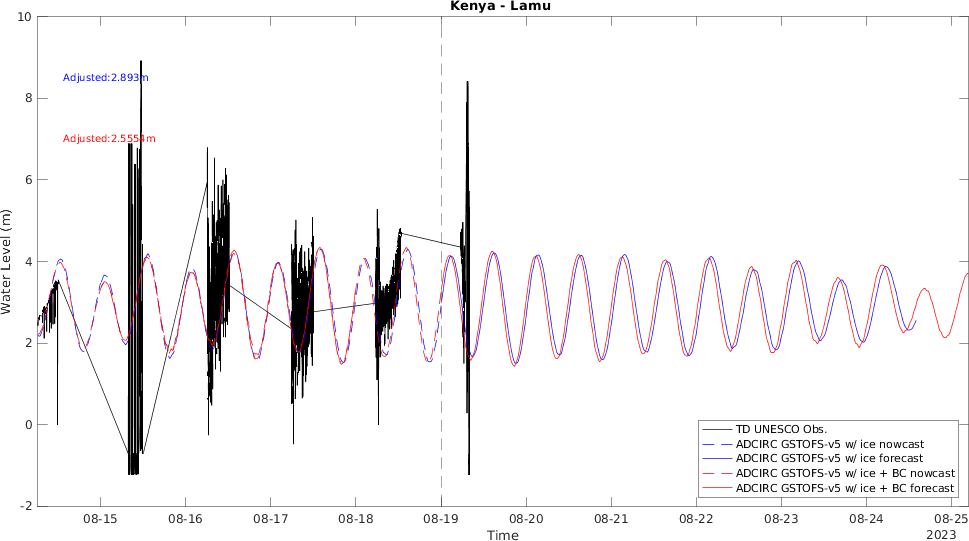 Kenya - Lamu
10
8
6
4
2
0
-2
Water Level (m)
Adjusted:2.893m
Adjusted:2.5554m
TD UNESCO Obs.
ADCIRC GSTOFS-v5 w/ ice nowcast
ADCIRC GSTOFS-v5 w/ ice forecast
ADCIRC GSTOFS-v5 w/ ice + BC nowcast
ADCIRC GSTOFS-v5 w/ ice + BC forecast
08-15 08-16 08-17 08-18 08-19 08-20 08-21 08-22 08-23 08-24 08-25
Time
2023